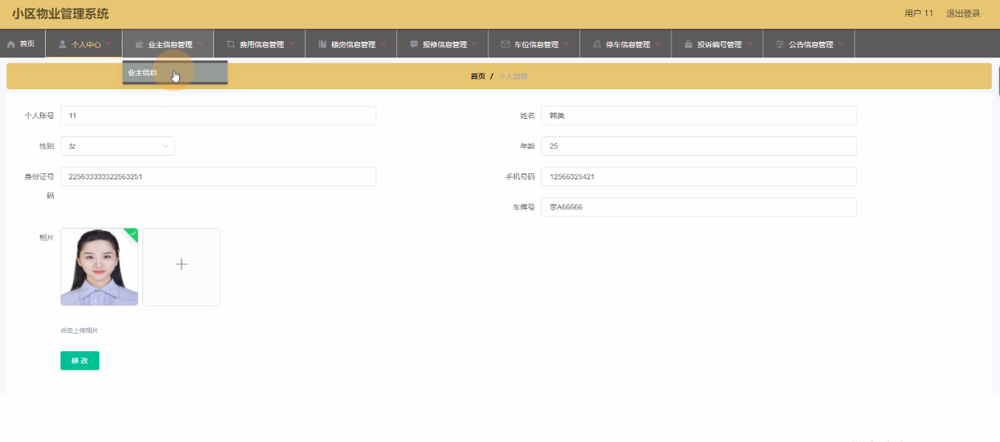 小区物业管理系统
用户 11 退出登录
首页 个人中心 业主信息管理 费用信息管理 楼房信息管理 报修信息管理 车位信息管理 停车信息管理 投诉编号管理 公告信息管理
业主信息
首页 / 个人信息
个人账号 11 姓名 韩美
性别 女 年龄 25
身份证号码 225633333322563251 手机号码 12566325421
车牌号 京A66666
相片
点击上传相片
修改